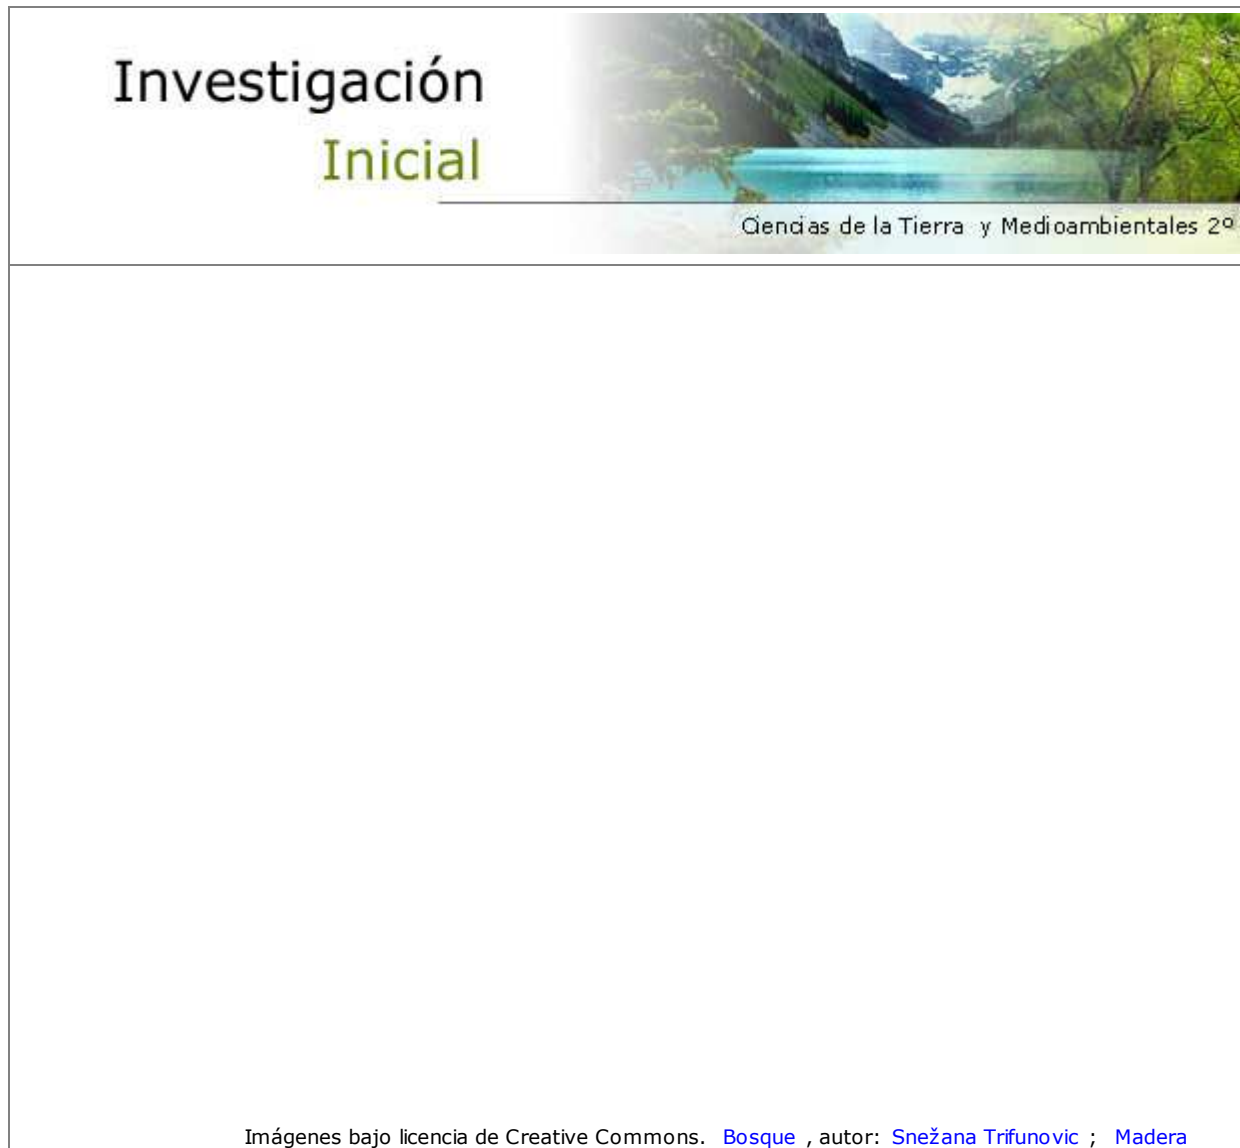 Investigación
Inicial
Ciencias de la Tierra y Medioambientales 2º
Imágenes bajo licencia de Creative Commons. Bosque , autor: Snežana Trifunovic ; Madera